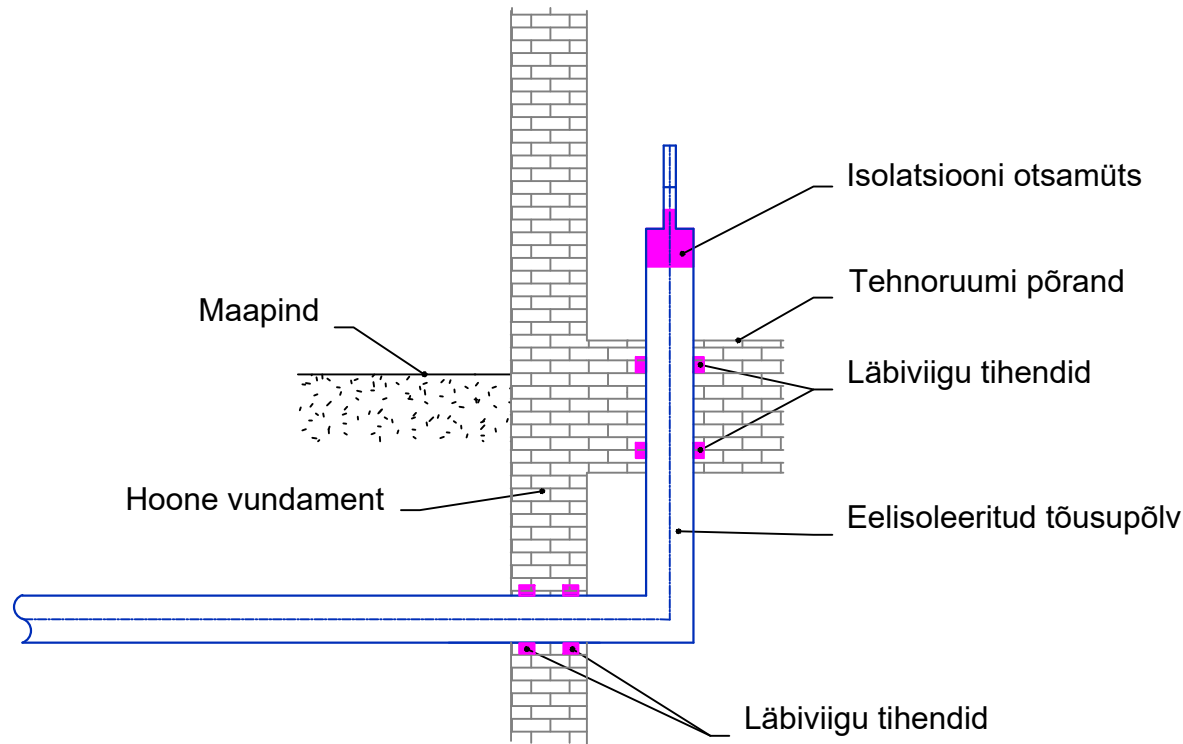 Isolatsiooni otsamüts
Tehnoruumi põrand
Maapind
Läbiviigu tihendid
Hoone vundament
Eelisoleeritud tõusupõlv
Läbiviigu tihendid